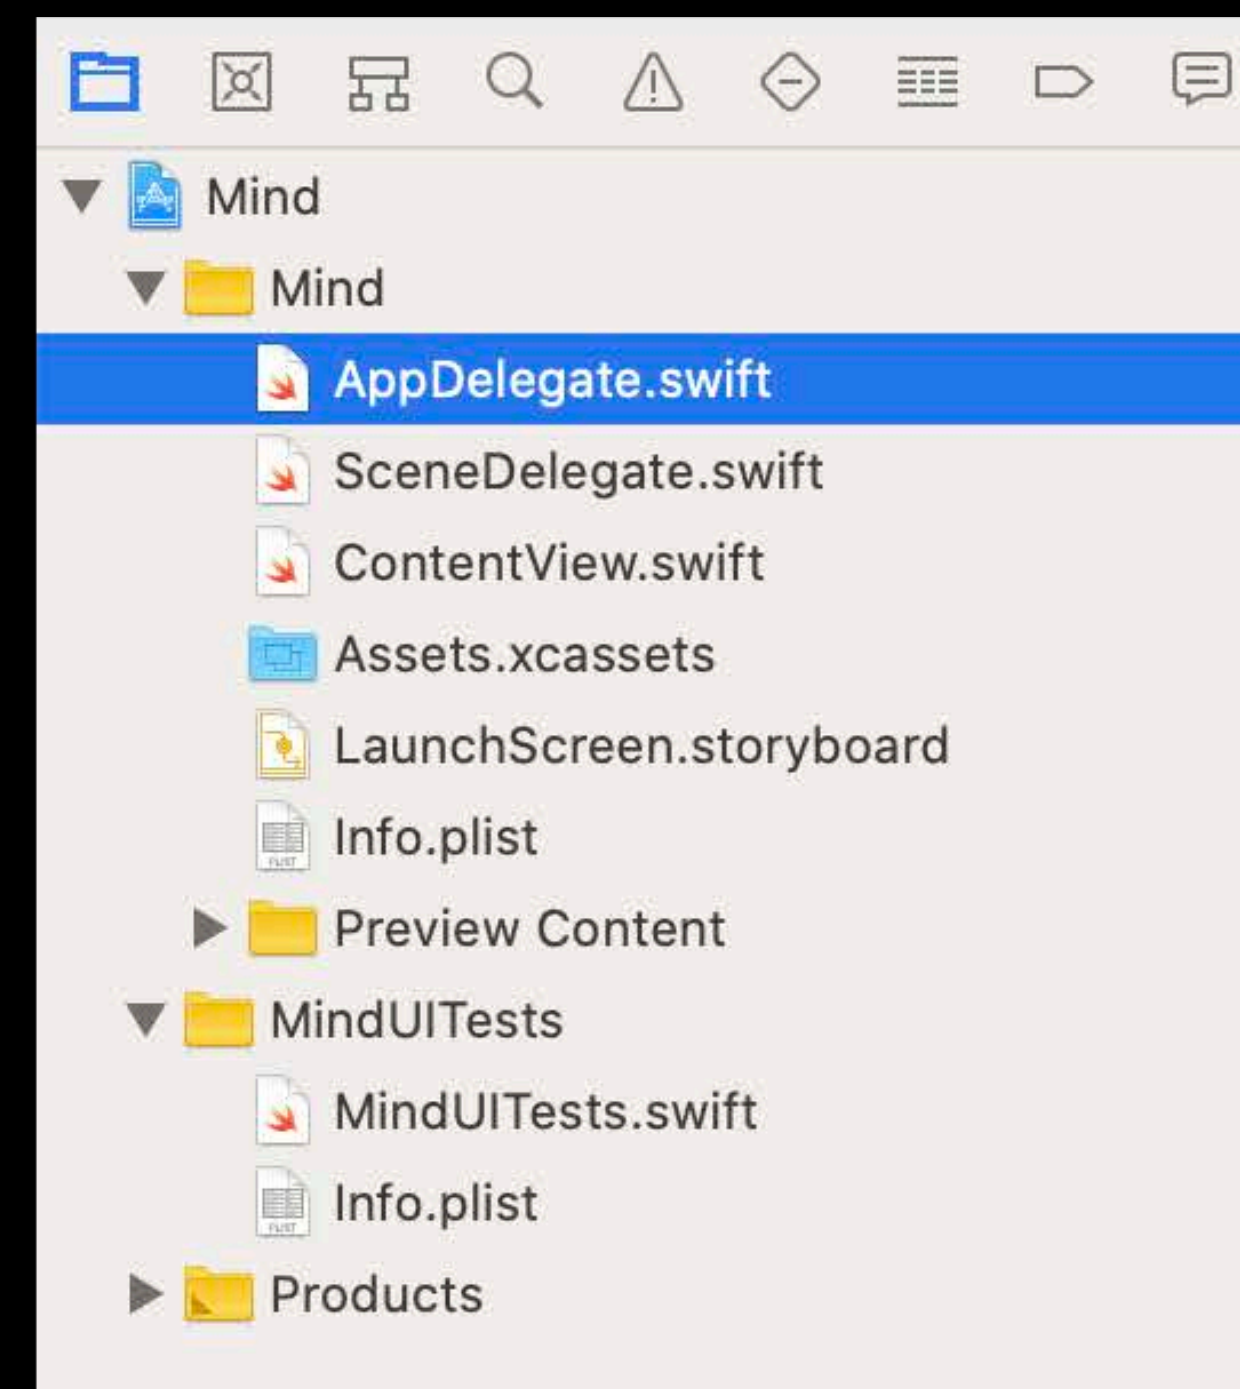 Mind
Mind
AppDelegate.swift
SceneDelegate.swift
ContentView.swift
Assets.xcassets
LaunchScreen.storyboard
Info.plist
Preview Content
MindUITests
MindUITests.swift
Info.plist
Products